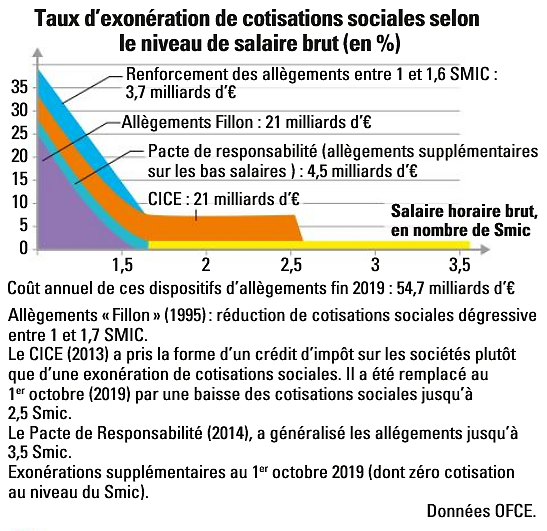 Taux d'exonération de cotisations sociales selon
le niveau de salaire brut (en %)
Renforcement des allègements entre 1 et 1,6 SMIC :
3,7 milliards d'€
Allègements Fillon : 21 milliards d'€
Pacte de responsabilité (allègements supplémentaires
sur les bas salaires ) : 4,5 milliards d'€
CICE : 21 milliards d'€
Salaire horaire brut,
en nombre de Smic
35
30
25
20
15
10
5
0
1,5
2
2,5
3
3,5
Coût annuel de ces dispositifs d'allègements fin 2019 : 54,7 milliards d'€
Allègements « Fillon » (1995) : réduction de cotisations sociales dégressive
entre 1 et 1,7 SMIC.
Le CICE (2013) a pris la forme d'un crédit d'impôt sur les sociétés plutôt
que d'une exonération de cotisations sociales. Il a été remplacé au
1er octobre (2019) par une baisse des cotisations sociales jusqu'à
2,5 Smic.
Le Pacte de Responsabilité (2014), a généralisé les allégements jusqu'à
3,5 Smic.
Exonérations supplémentaires au 1er octobre 2019 (dont zéro cotisation
au niveau du Smic).
Données OFCE.